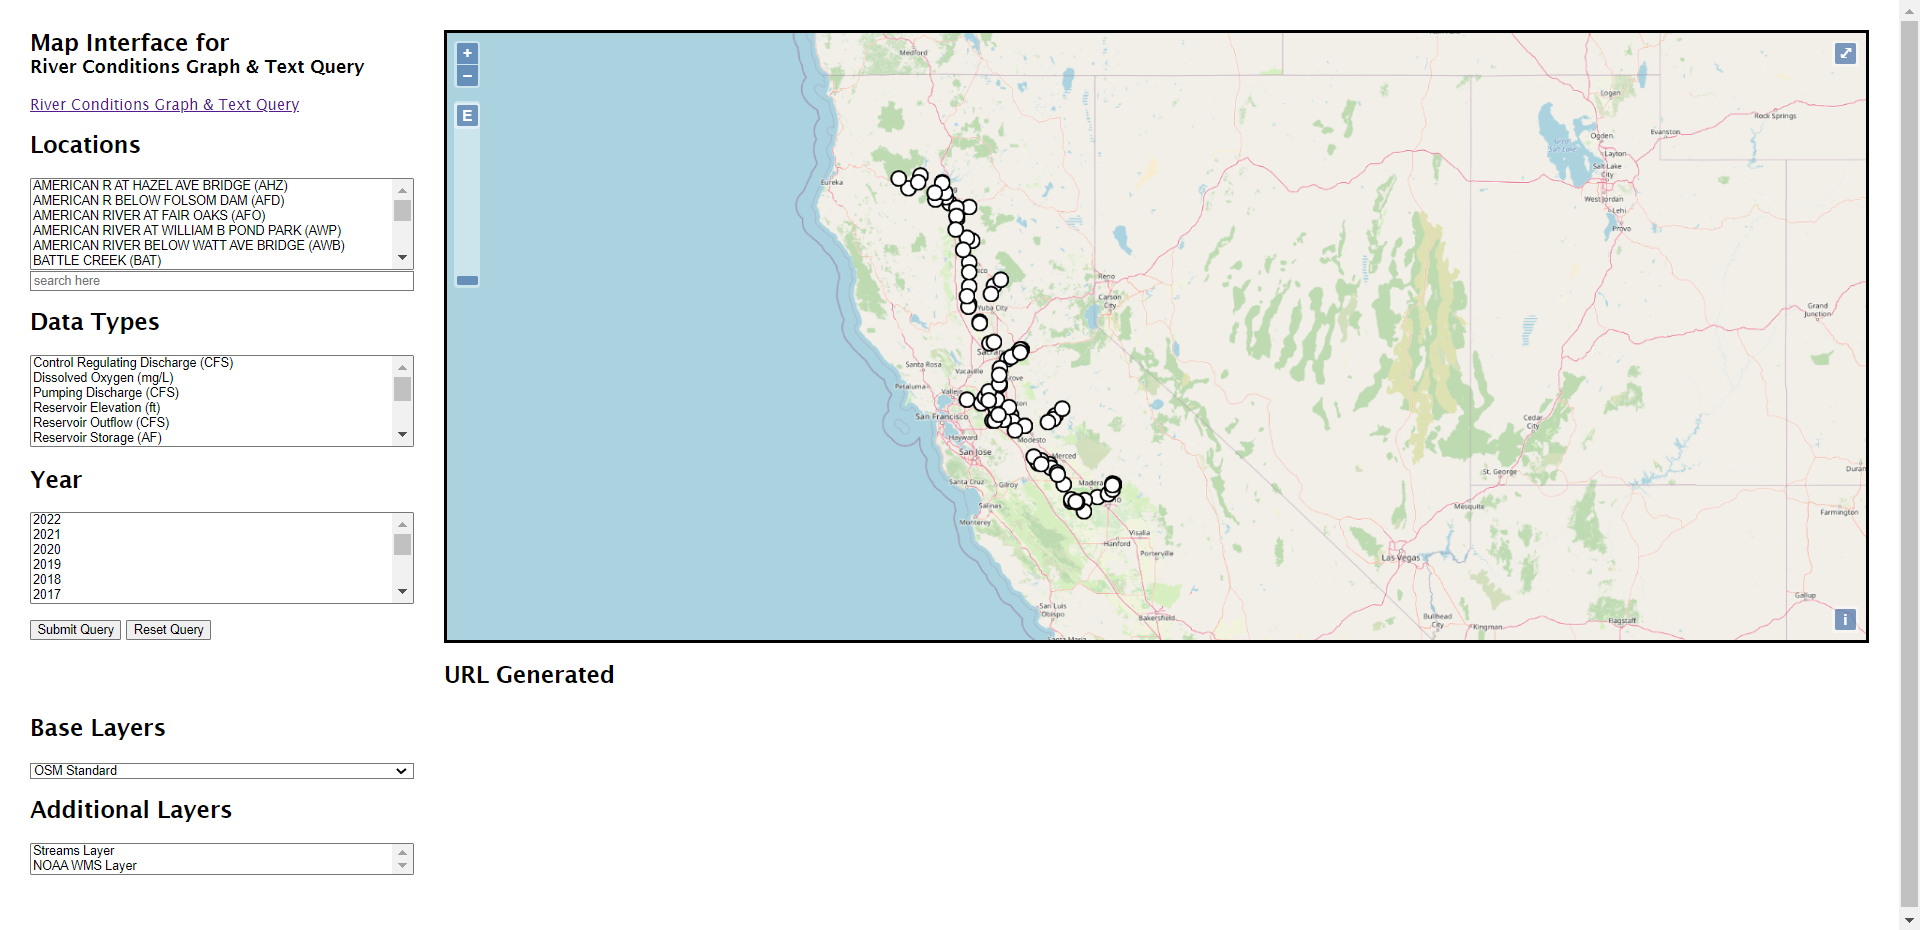 Map Interface for
River Conditions Graph & Text Query
River Conditions Graph & Text Query
Locations
AMERICAN R AT HAZEL AVE BRIDGE (AHZ)
AMERICAN R BELOW FOLSOM DAM (AFD)
AMERICAN RIVER AT FAIR OAKS (AFO)
AMERICAN RIVER AT WILLIAM B POND PARK (AWP)
AMERICAN RIVER BELOW WATT AVE BRIDGE (AWB)
BATTLE CREEK (BAT)
search here
Data Types
Control Regulating Discharge (CFS)
Dissolved Oxygen (mg/L)
Pumping Discharge (CFS)
Reservoir Elevation (ft)
Reservoir Outflow (CFS)
Reservoir Storage (AF)
Year
2022
2021
2020
2019
2018
2017
Submit Query Reset Query
Base Layers
OSM Standard
Additional Layers
Streams Layer
NOAA WMS Layer
+
−
E
i
Medford
Eureka
Logan
Rock Springs
Evanston
Ogden
Great Salt Lake
Layton
Salt Lake City
West Jordan
Lehi
Provo
Reno
Carson City
Yuba City
Grand Junction
Santa Rosa
Vacaville
Petaluma
San Francisco
Hayward
Modesto
San Jose
Merced
Cedar City
St. George
Santa Cruz
Gilroy
Madera
Salinas
Monterey
Visalia
Hanford
Porterville
Mesquite
Farmington
Las Vegas
San Luis Obispo
Bakersfield
Bullhead City
Kingman
Flagstaff
Gallup
URL Generated